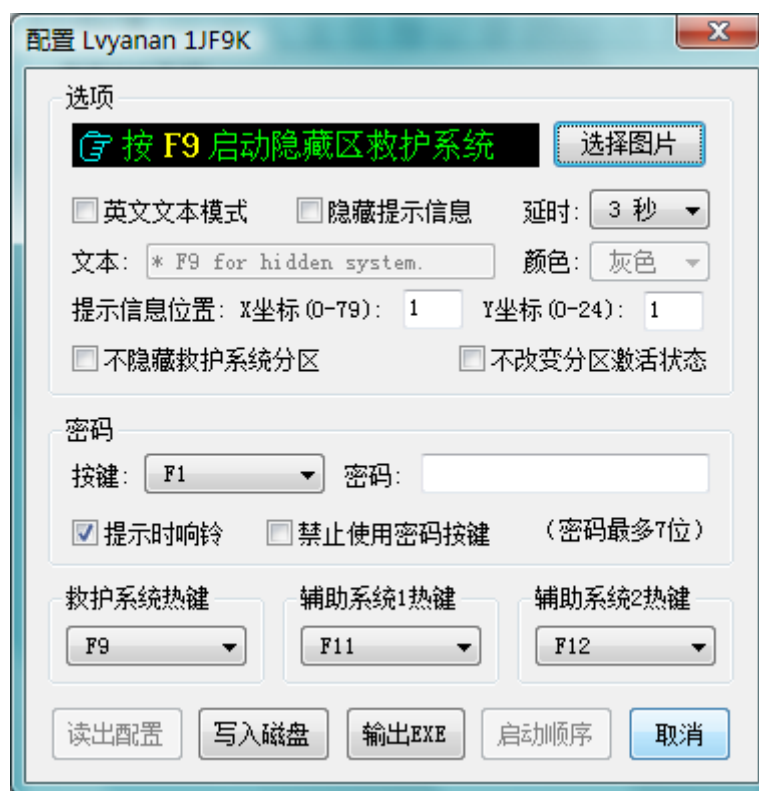 配置 Lvyanan 1JF9K
选项
按 F9 启动隐藏区救护系统 选择图片
英文文本模式 隐藏提示信息 延时: 3 秒
文本: * F9 for hidden system. 颜色: 灰色
提示信息位置: X坐标(0-79): 1 Y坐标(0-24): 1
不隐藏救护系统分区 不改变分区激活状态
密码
按键: F1 密码:
提示时响铃 禁止使用密码按键 (密码最多7位)
救护系统热键 辅助系统1热键 辅助系统2热键
F9 F11 F12
读出配置 写入磁盘 输出EXE 启动顺序 取消